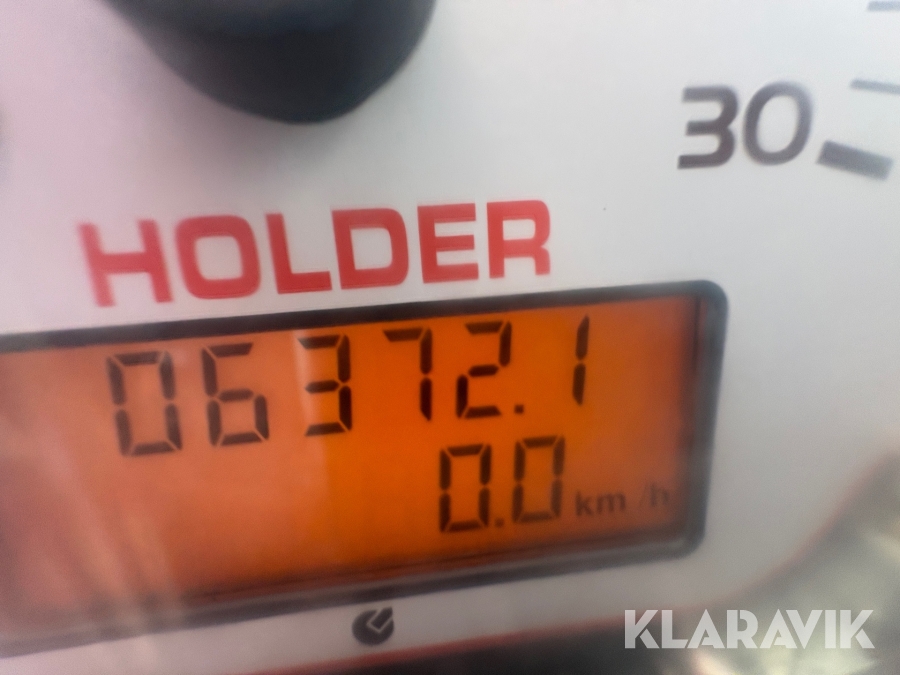 30
HOLDER
06372.1
0.0 km/h
KLARAVIK